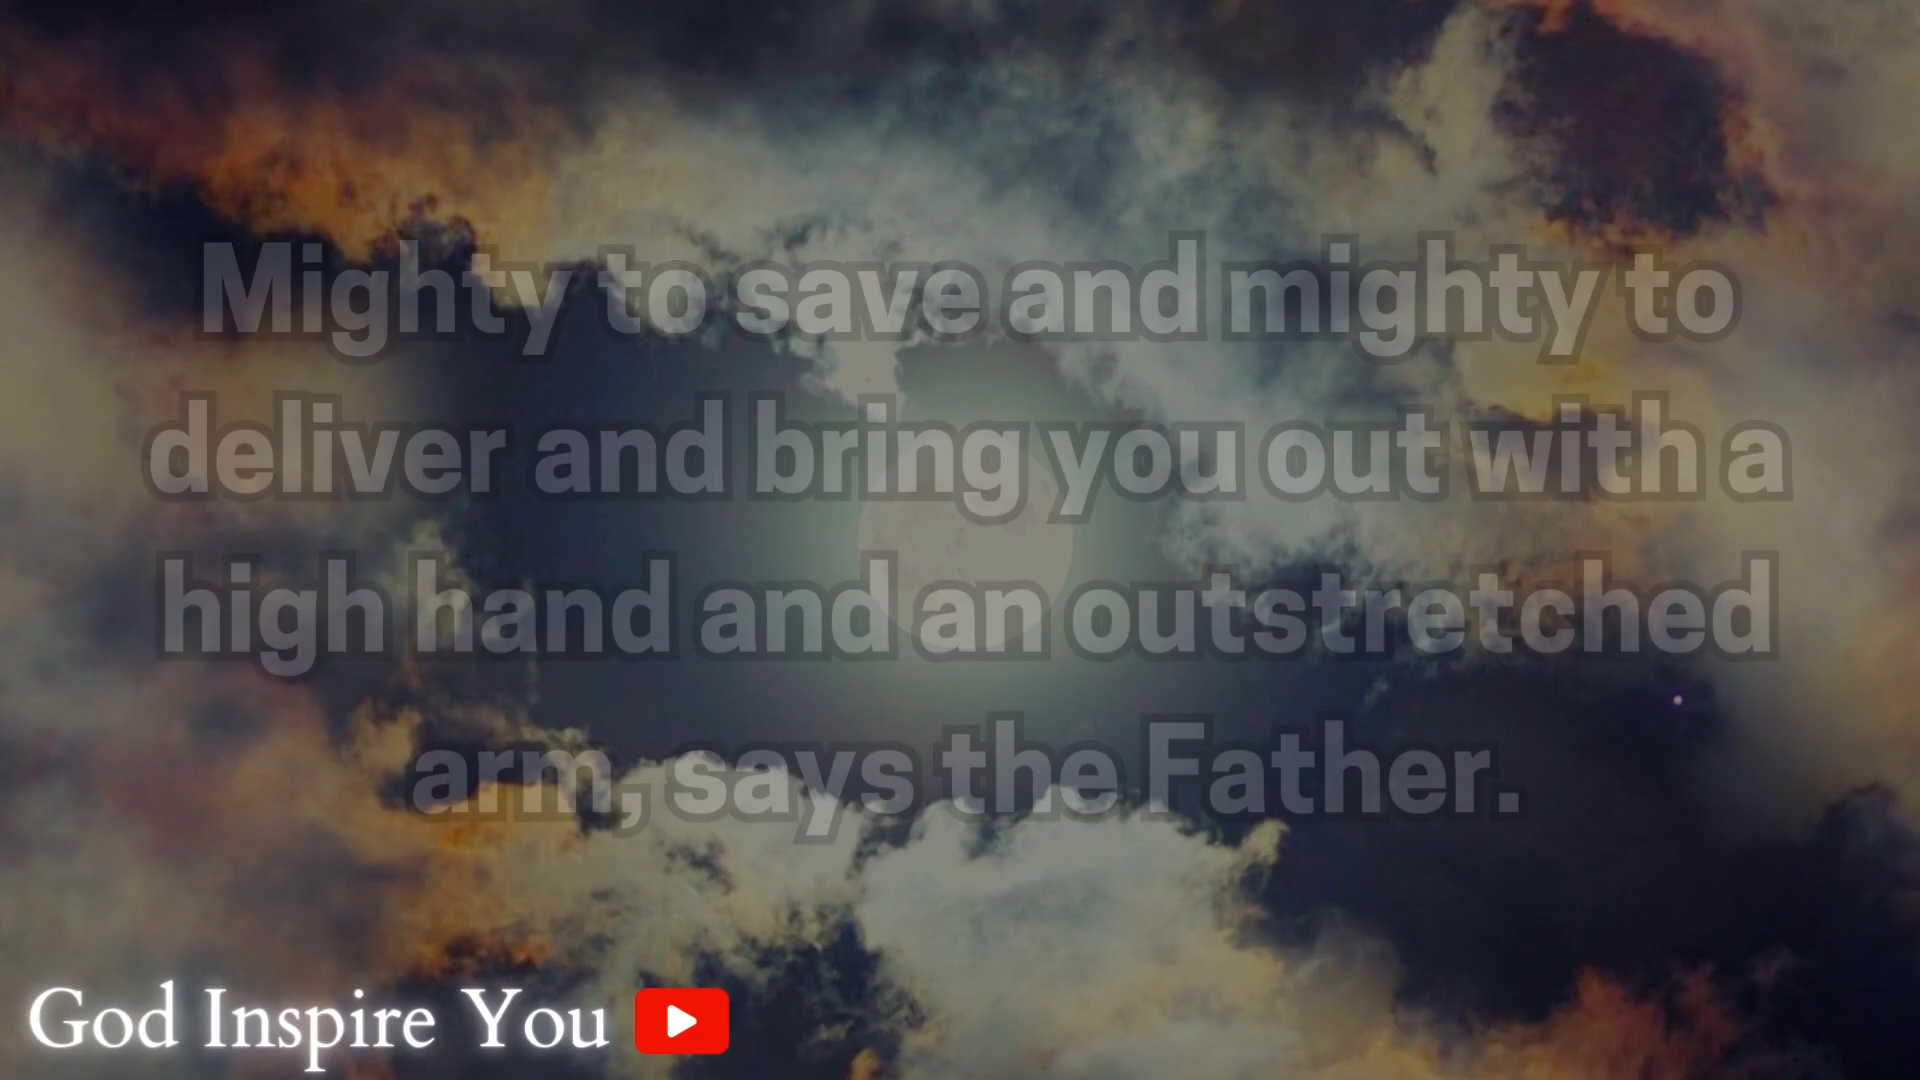 Mighty to save and mighty to
deliver and bring you out with a
high hand and an outstretched
arm, says the Father.
God Inspire You